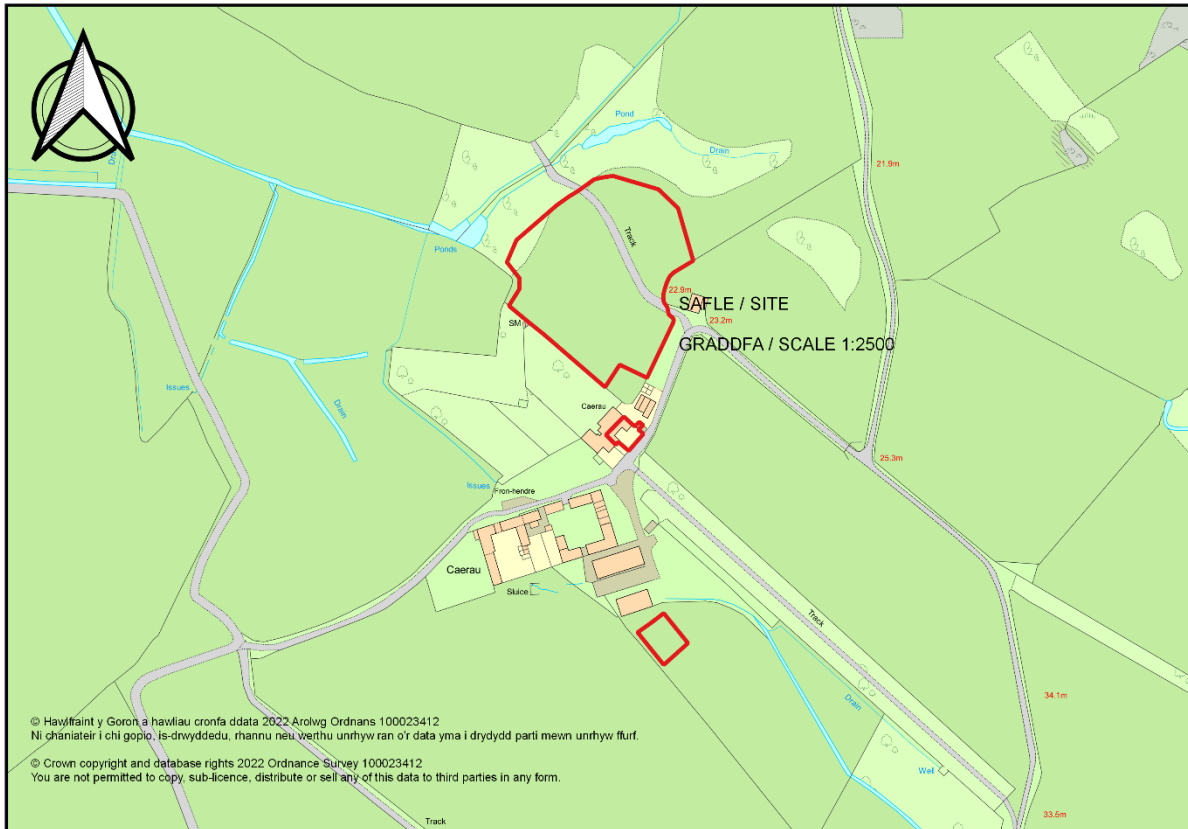 Pond
Drain
21.9m
Ponds
Track
22.9m
SAFLE / SITE
23.2m
SM
GRADDFA / SCALE 1:2500
Issues
Drain
Caerau
25.3m
Issues
Fron-hendre
Caerau
Sluice
Track
Drain
34.1m
Well
33.5m
Track
© Hawlfraint y Goron a hawliau cronfa ddata 2022 Arolwg Ordnans 100023412
Ni chaniateir i chi gopio, is-drwyddedu, rhannu neu werthu unrhyw ran o'r data yma i drydydd parti mewn unrhyw ffurf.
© Crown copyright and database rights 2022 Ordnance Survey 100023412
You are not permitted to copy, sub-licence, distribute or sell any of this data to third parties in any form.